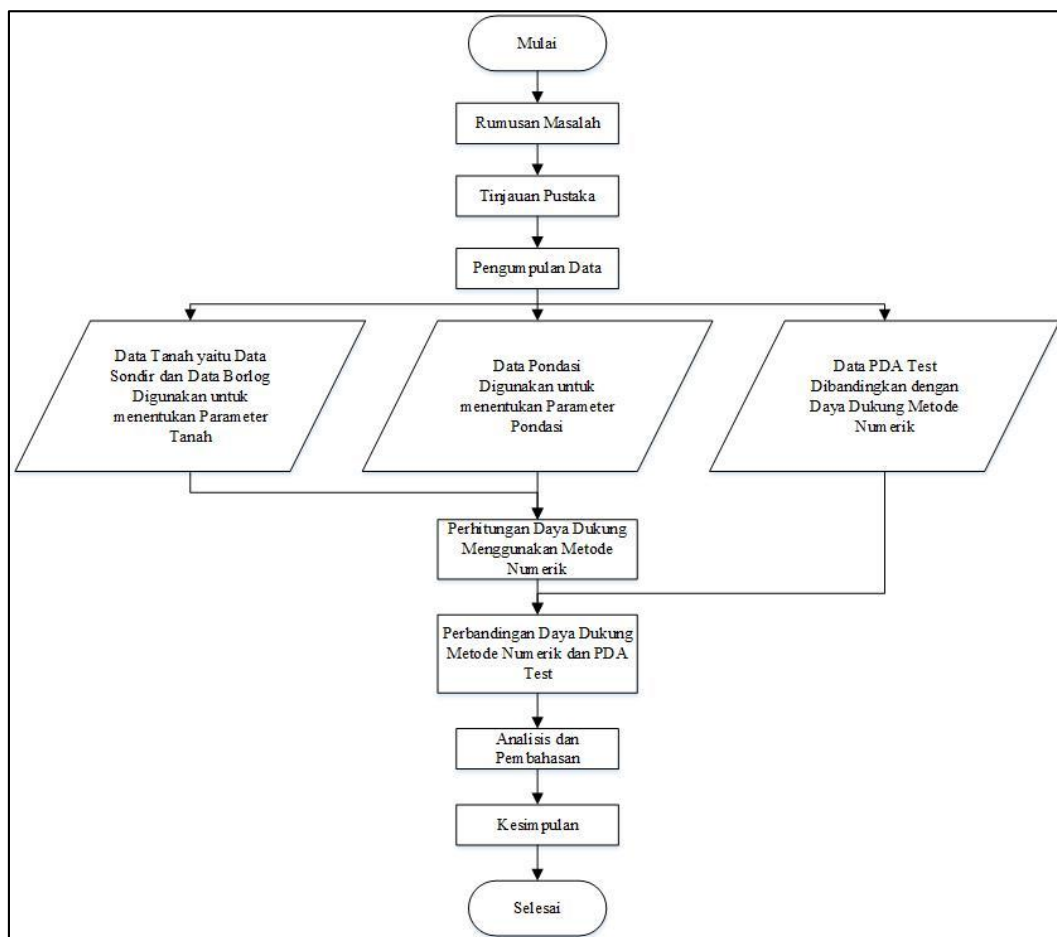 Mulai
Rumusan Masalah
Tinjauan Pustaka
Pengumpulan Data
Data Tanah yaitu Data
Sondir dan Data Borlog
Digunakan untuk
menentukan Parameter
Tanah
Data Pondasi
Digunakan untuk
menentukan Parameter
Pondasi
Data PDA Test
Dibandingkan dengan
Daya Dukung Metode
Numerik
Perhitungan Daya Dukung
Menggunakan Metode
Numerik
Perbandingan Daya Dukung
Metode Numerik dan PDA
Test
Analisis dan
Pembahasan
Kesimpulan
Selesai